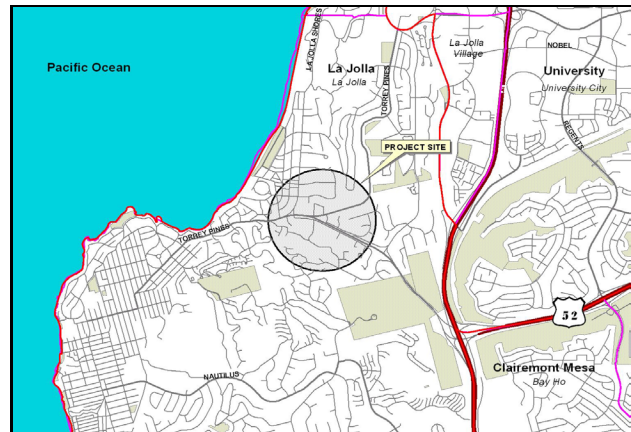 LA JOLLA SHORES
La Jolla
Village
NOBEL
Pacific Ocean
La Jolla
La Jolla
University
University City
TORREY PINES
REGENTS
PROJECT SITE
TORREY PINES
52
Clairemont Mesa
Bay Ho
NAUTILUS